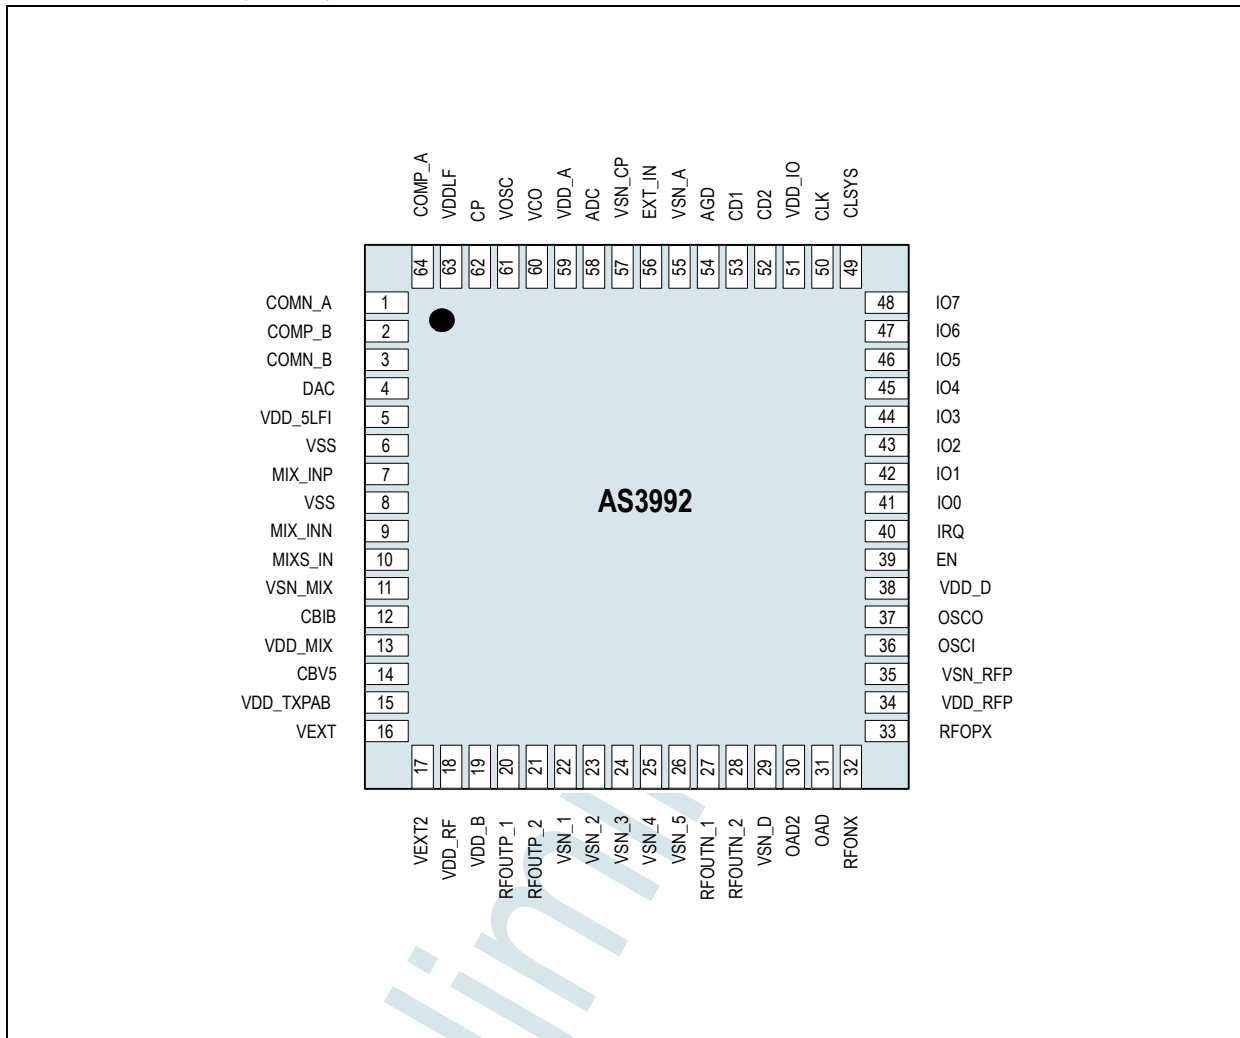 COMP_A VDDLF CP VOSC VCO VDD_A ADC VSN_CP EXT_IN VSN_A AGD CD1 CD2 VDD_IO CLK CLSYS
64 63 62 61 60 59 58 57 56 55 54 53 52 51 50 49
COMN_A 1 48 IO7
COMP_B 2 47 IO6
COMN_B 3 46 IO5
DAC 4 45 IO4
VDD_5LFI 5 44 IO3
VSS 6 43 IO2
MIX_INP 7 42 IO1
VSS 8 AS3992 41 IO0
MIX_INN 9 40 IRQ
MIXS_IN 10 39 EN
VSN_MIX 11 38 VDD_D
CBIB 12 37 OSCO
VDD_MIX 13 36 OSCI
CBV5 14 35 VSN_RFP
VDD_TXPAB 15 34 VDD_RFP
VEXT 16 33 RFOPX
17 18 19 20 21 22 23 24 25 26 27 28 29 30 31 32
VEXT2 VDD_RF VDD_B RFOUTP_1 RFOUTP_2 VSN_1 VSN_2 VSN_3 VSN_4 VSN_5 RFOUTN_1 RFOUTN_2 VSN_D OAD2 OAD RFONX